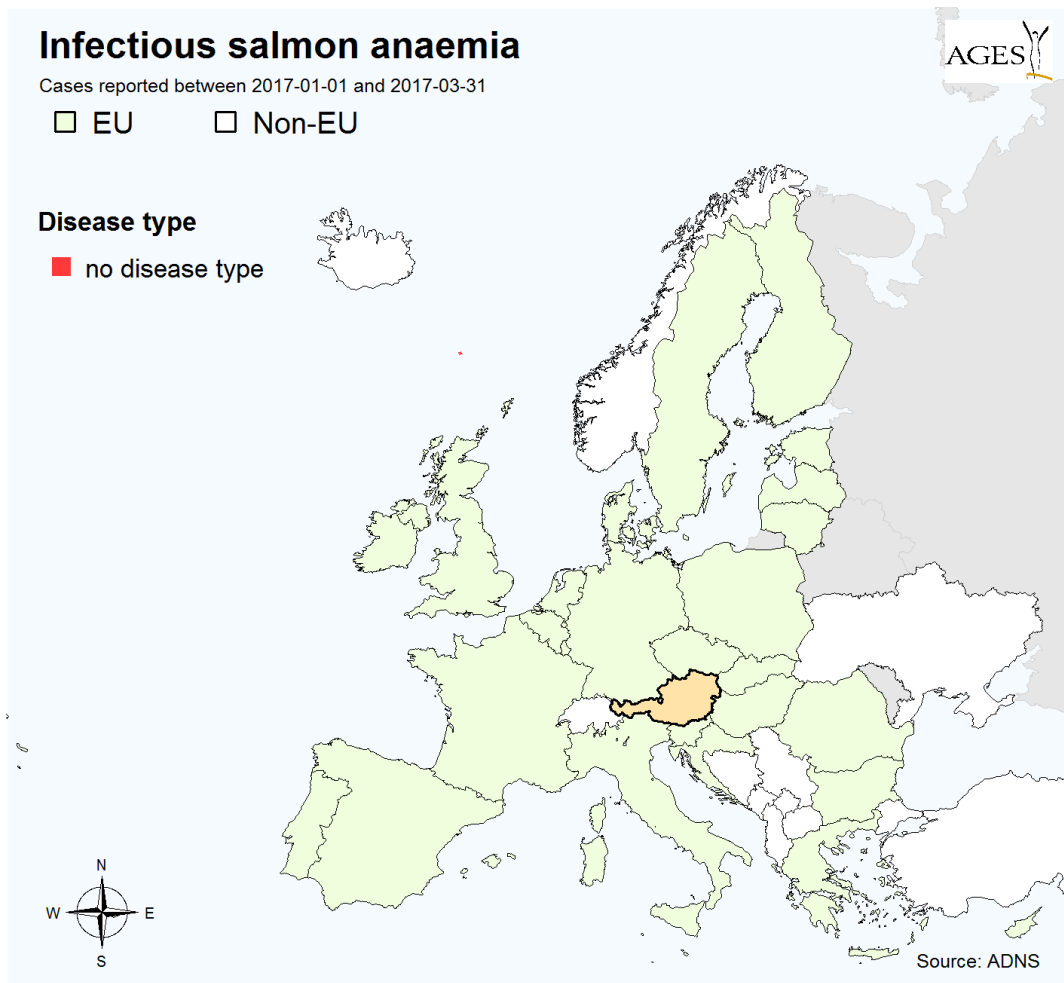 Infectious salmon anaemia
Cases reported between 2017-01-01 and 2017-03-31
EU
Non-EU
AGES
Disease type
no disease type
N
W
E
S
Source: ADNS